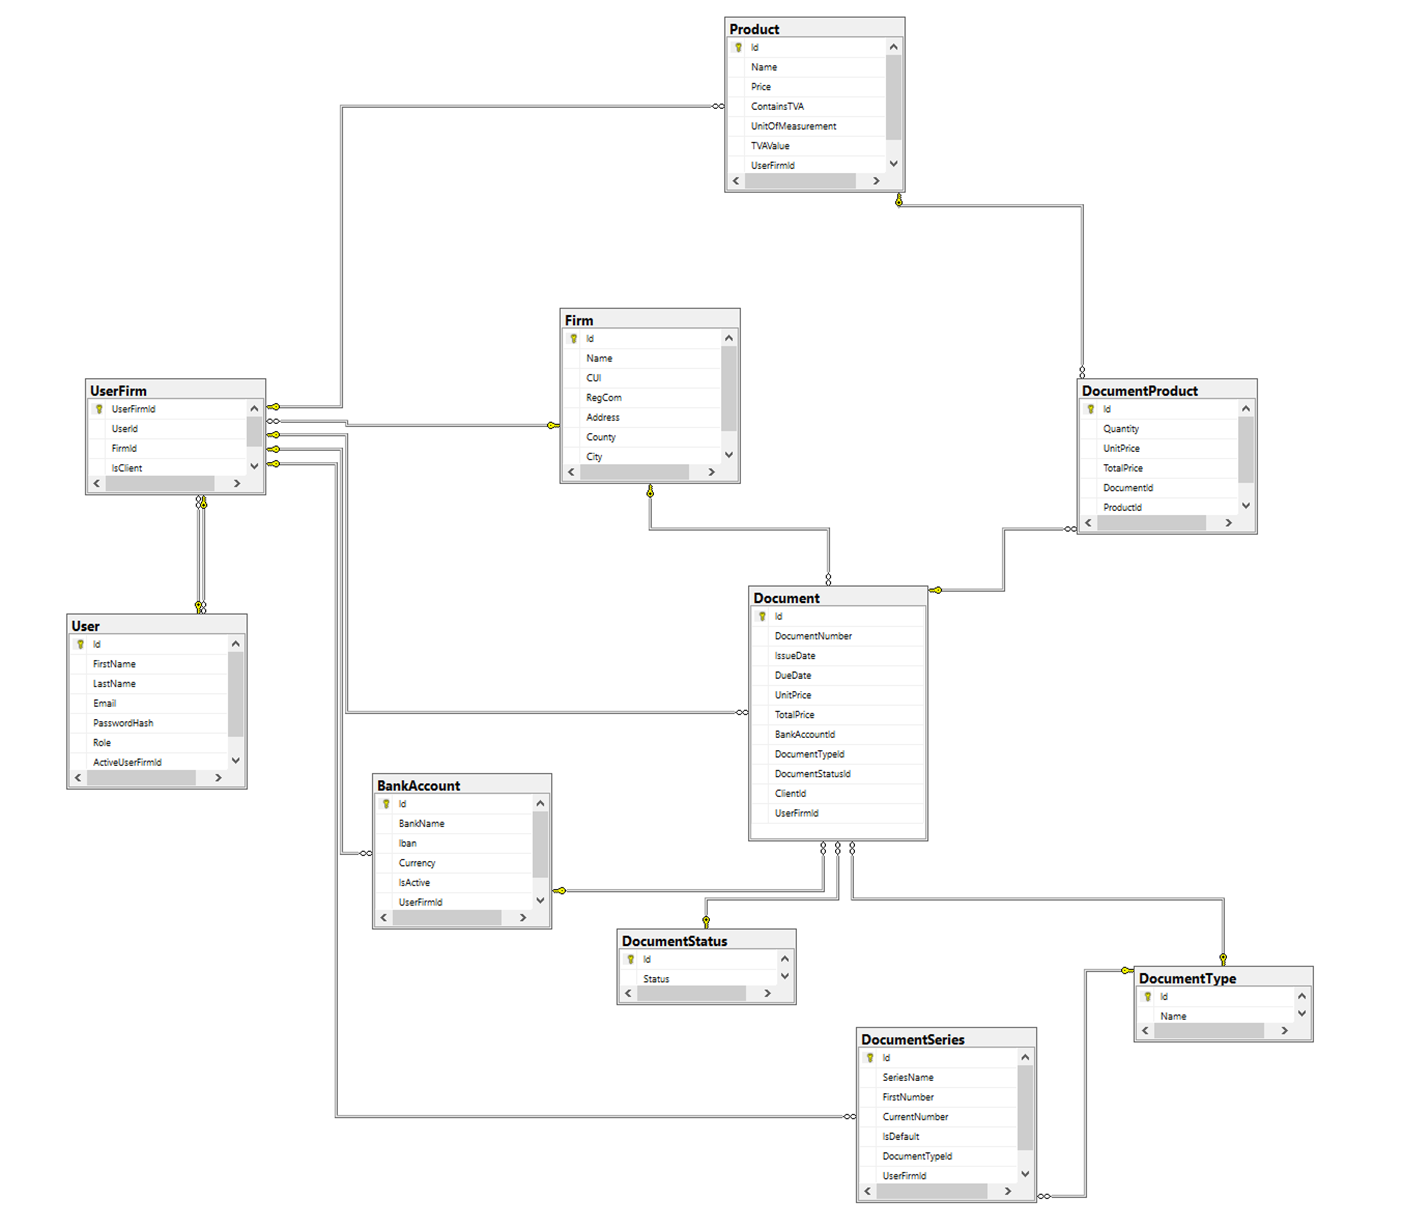 Product
Id
Name
Price
ContainsTVA
UnitOfMeasurement
TVAValue
UserFirmId
Firm
Id
Name
CUI
RegCom
Address
County
City
UserFirm
UserFirmId
UserId
FirmId
IsClient
DocumentProduct
Id
Quantity
UnitPrice
TotalPrice
DocumentId
ProductId
Document
Id
DocumentNumber
IssueDate
DueDate
UnitPrice
TotalPrice
BankAccountId
DocumentTypeId
DocumentStatusId
ClientId
UserFirmId
User
Id
FirstName
LastName
Email
PasswordHash
Role
ActiveUserFirmId
BankAccount
Id
BankName
Iban
Currency
IsActive
UserFirmId
DocumentStatus
Id
Status
DocumentType
Id
Name
DocumentSeries
Id
SeriesName
FirstNumber
CurrentNumber
IsDefault
DocumentTypeId
UserFirmId